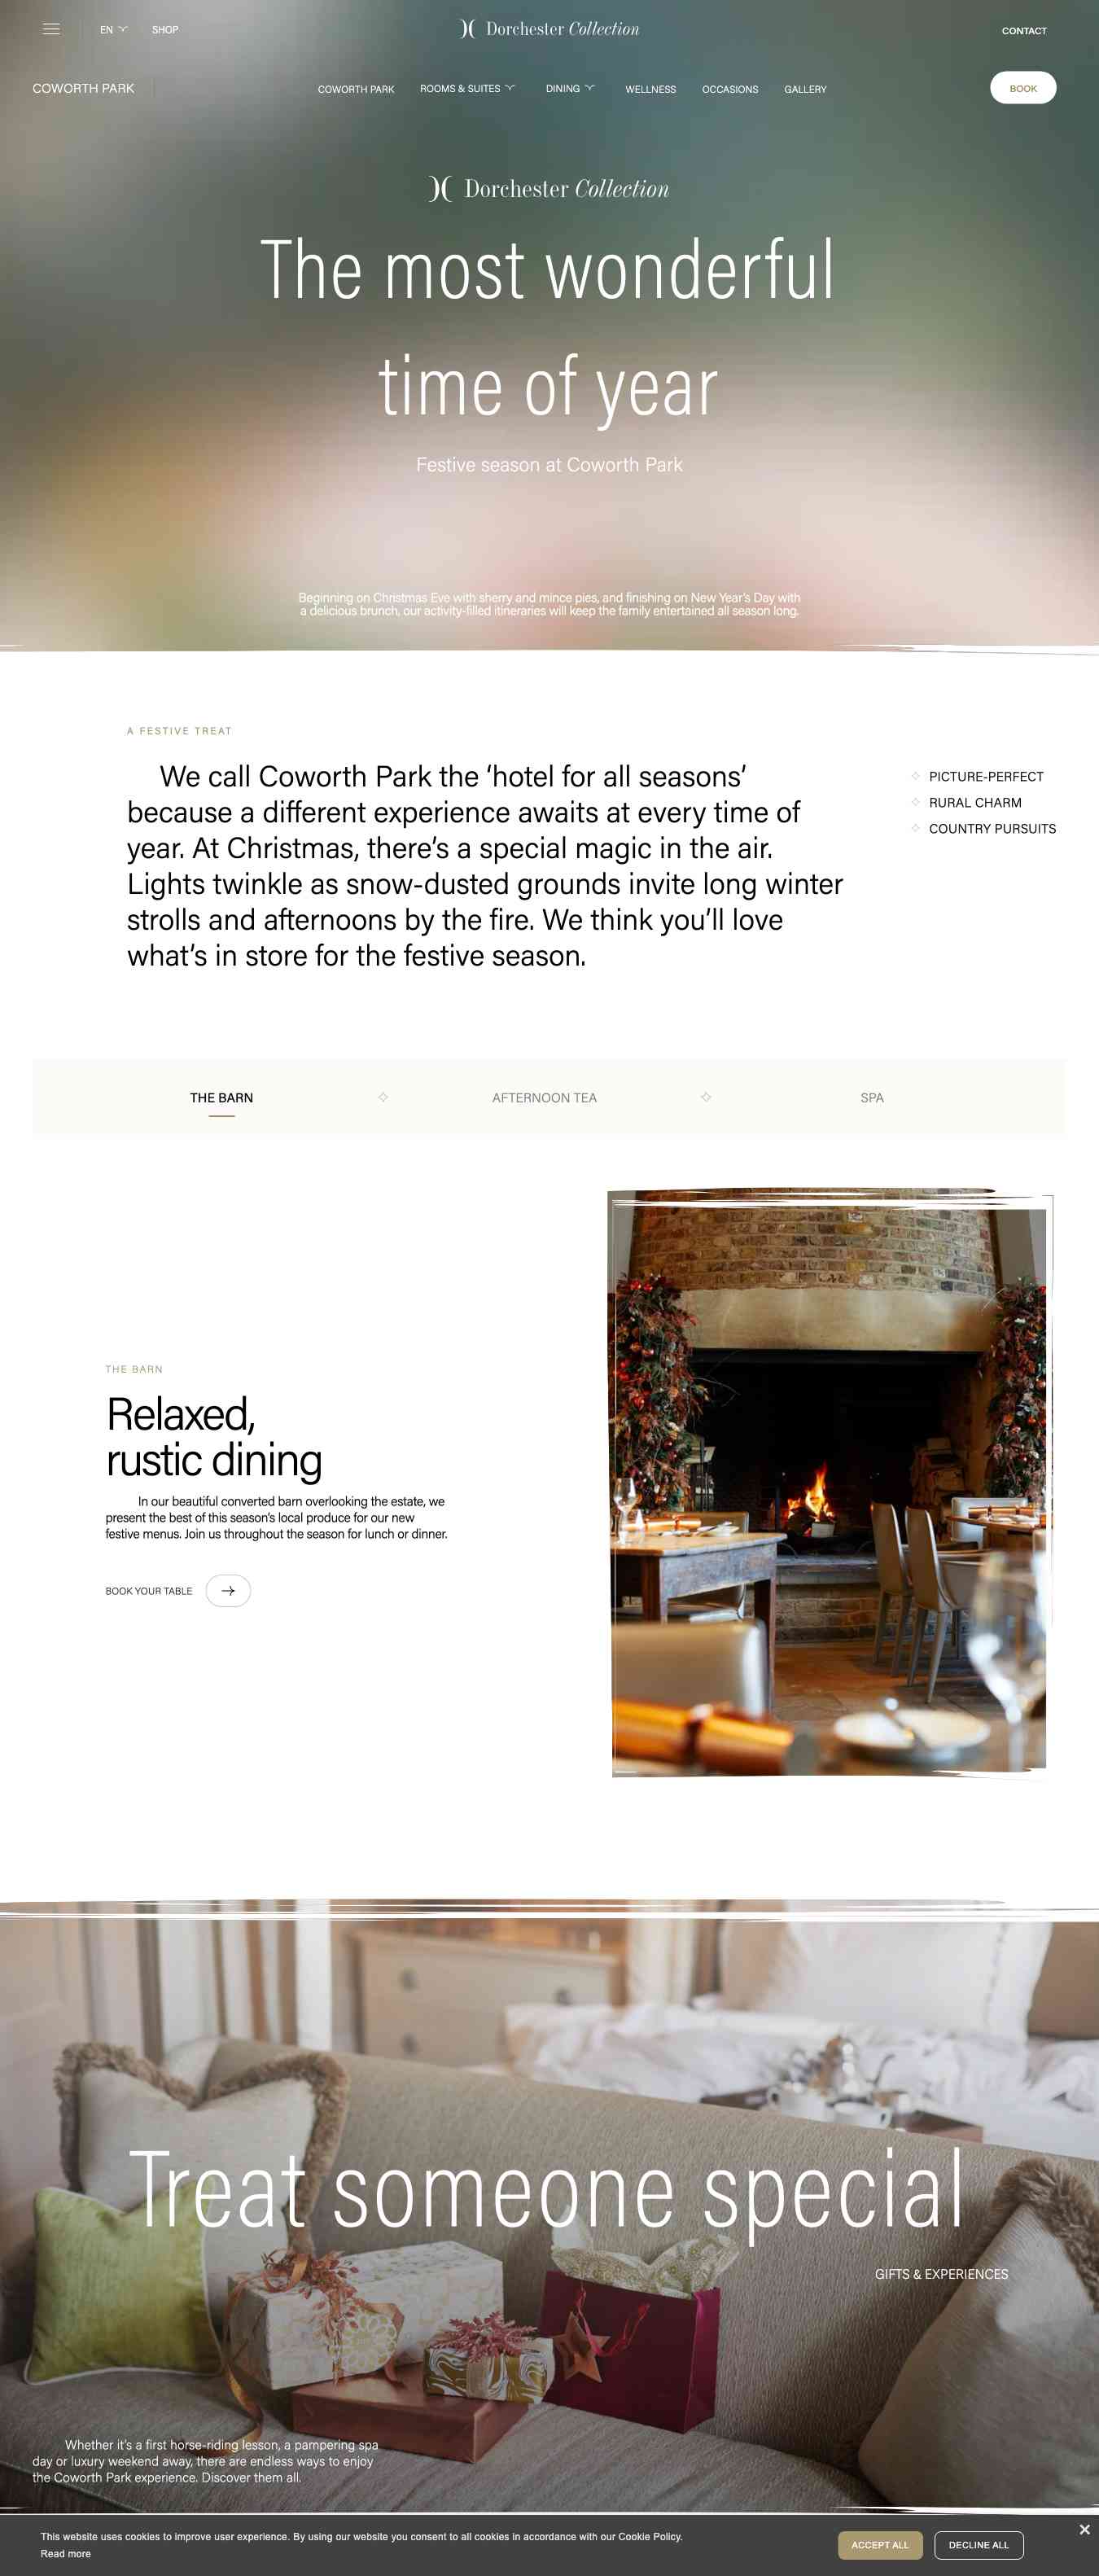 EN
SHOP
Dorchester Collection
CONTACT
COWORTH PARK
COWORTH PARK
ROOMS & SUITES
DINING
WELLNESS
OCCASIONS
GALLERY
BOOK
Dorchester Collection
The most wonderful
time of year
Festive season at Coworth Park
Beginning on Christmas Eve with sherry and mince pies, and finishing on New Year's Day with
a delicious brunch, our activity-filled itineraries will keep the family entertained all season long.
A FESTIVE TREAT
We call Coworth Park the ‘hotel for all seasons’
because a different experience awaits at every time of
year. At Christmas, there’s a special magic in the air.
Lights twinkle as snow-dusted grounds invite long winter
strolls and afternoons by the fire. We think you’ll love
what’s in store for the festive season.
PICTURE-PERFECT
RURAL CHARM
COUNTRY PURSUITS
THE BARN
AFTERNOON TEA
SPA
THE BARN
Relaxed,
rustic dining
In our beautiful converted barn overlooking the estate, we
present the best of this season’s local produce for our new
festive menus. Join us throughout the season for lunch or dinner.
BOOK YOUR TABLE
Treat someone special
GIFTS & EXPERIENCES
Whether it’s a first horse-riding lesson, a pampering spa
day or luxury weekend away, there are endless ways to enjoy
the Coworth Park experience. Discover them all.
This website uses cookies to improve user experience. By using our website you consent to all cookies in accordance with our Cookie Policy.
Read more
ACCEPT ALL
DECLINE ALL